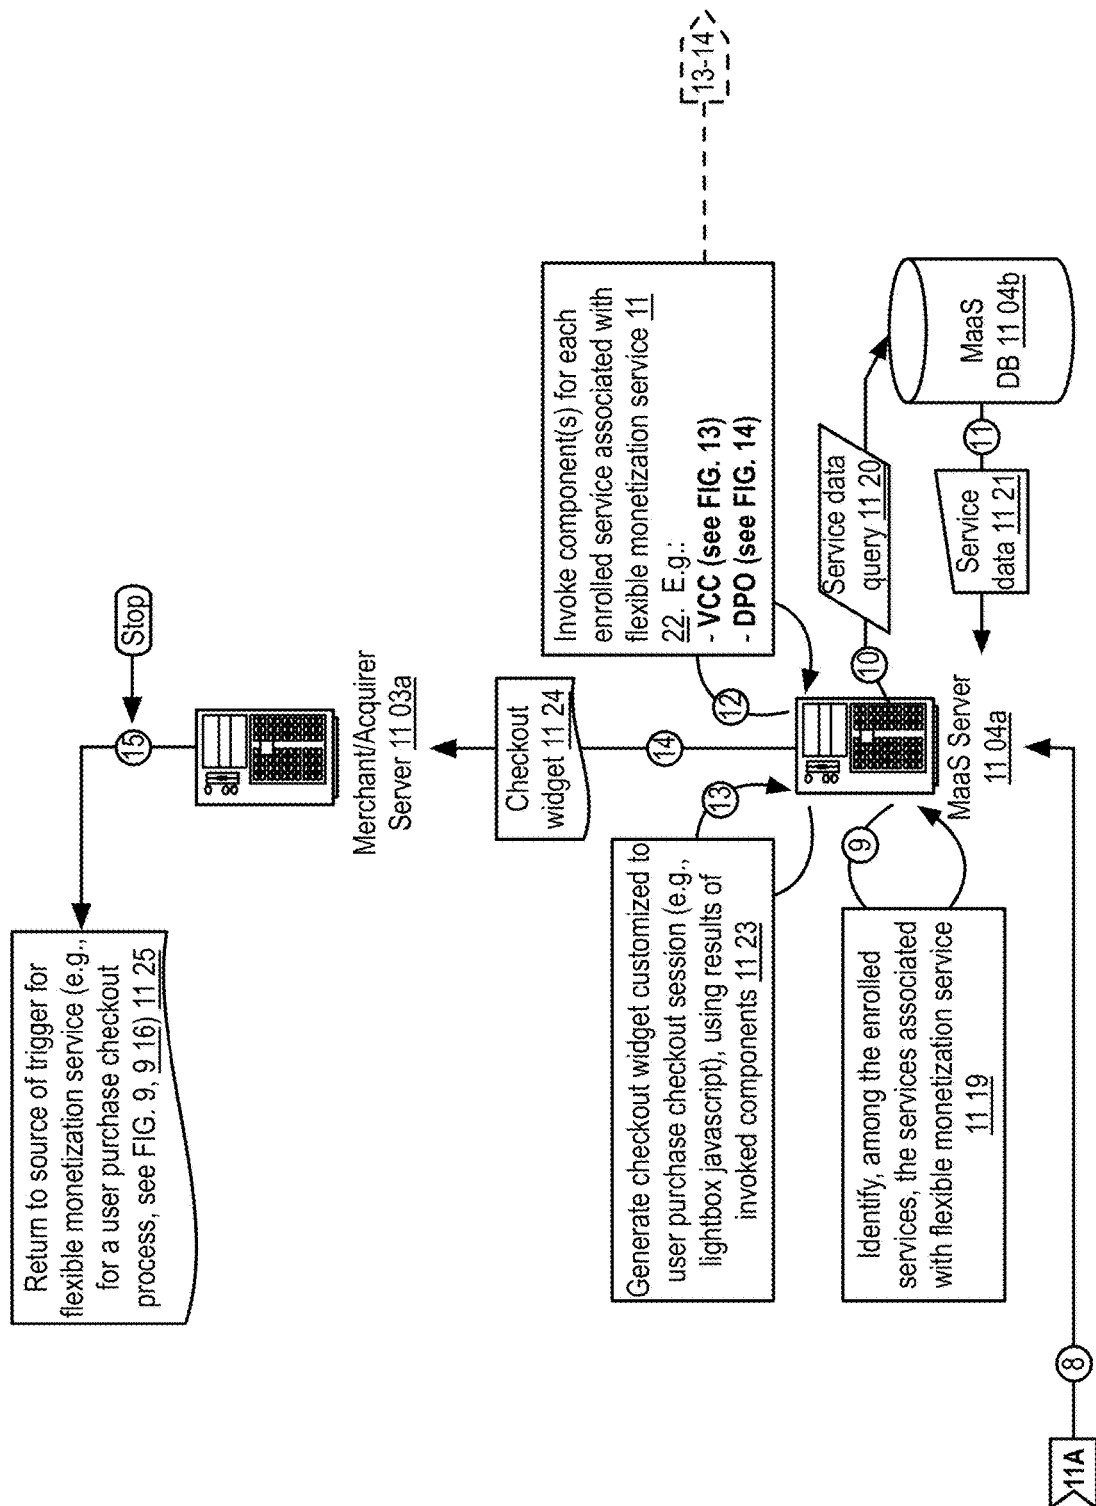 11A
8
Return to source of trigger for
flexible monetization service (e.g.,
for a user purchase checkout
process, see FIG. 9, 9 16) 11 25
15
Stop
Merchant/Acquirer
Server 11 03a
Checkout
widget 11 24
14
Generate checkout widget customized to
user purchase checkout session (e.g.,
lightbox javascript), using results of
invoked components 11 23
13
12
Invoke component(s) for each
enrolled service associated with
flexible monetization service 11
22. E.g.:
- VCC (see FIG. 13)
- DPO (see FIG. 14)
13-14
Identify, among the enrolled
services, the services associated
with flexible monetization service
11 19
9
MaaS Server
11 04a
10
Service data
query 11 20
Service
data 11 21
11
MaaS
DB 11 04b